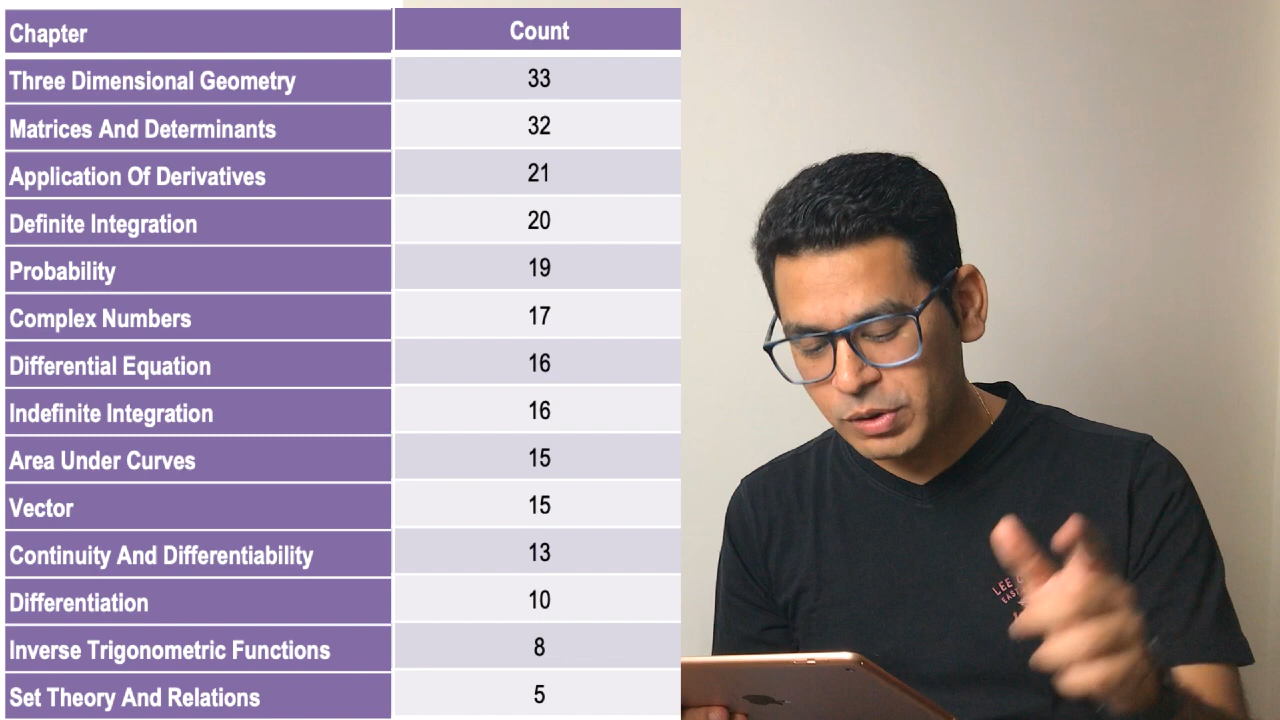 Chapter Count
Three Dimensional Geometry 33
Matrices And Determinants 32
Application Of Derivatives 21
Definite Integration 20
Probability 19
Complex Numbers 17
Differential Equation 16
Indefinite Integration 16
Area Under Curves 15
Vector 15
Continuity And Differentiability 13
Differentiation 10
Inverse Trigonometric Functions 8
Set Theory And Relations 5
LEE